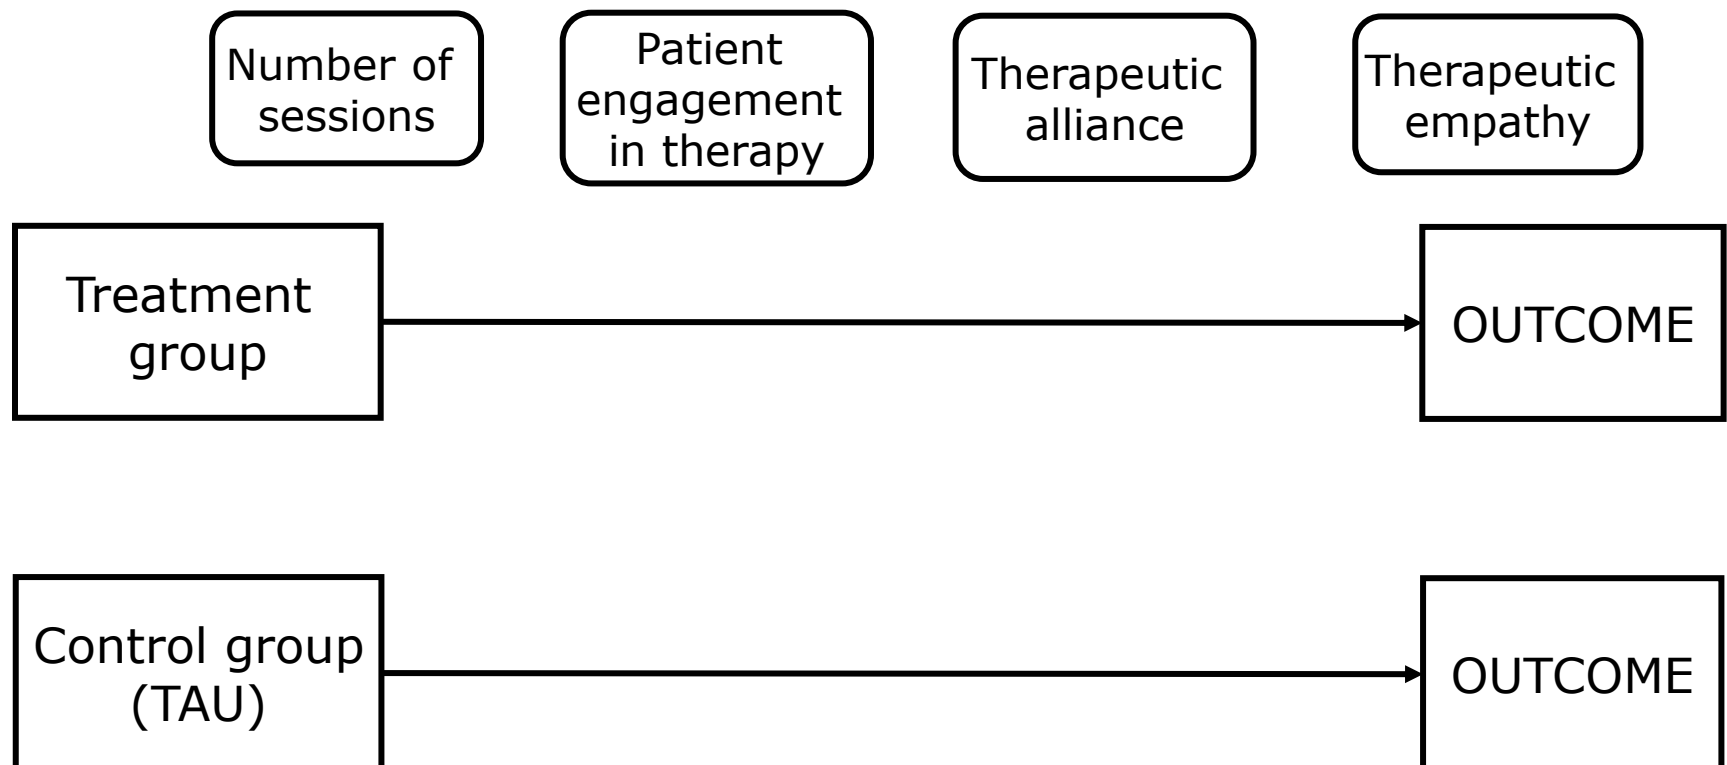 Number of
sessions
Patient
engagement
in therapy
Therapeutic
alliance
Therapeutic
empathy
Treatment
group
OUTCOME
Control group
(TAU)
OUTCOME